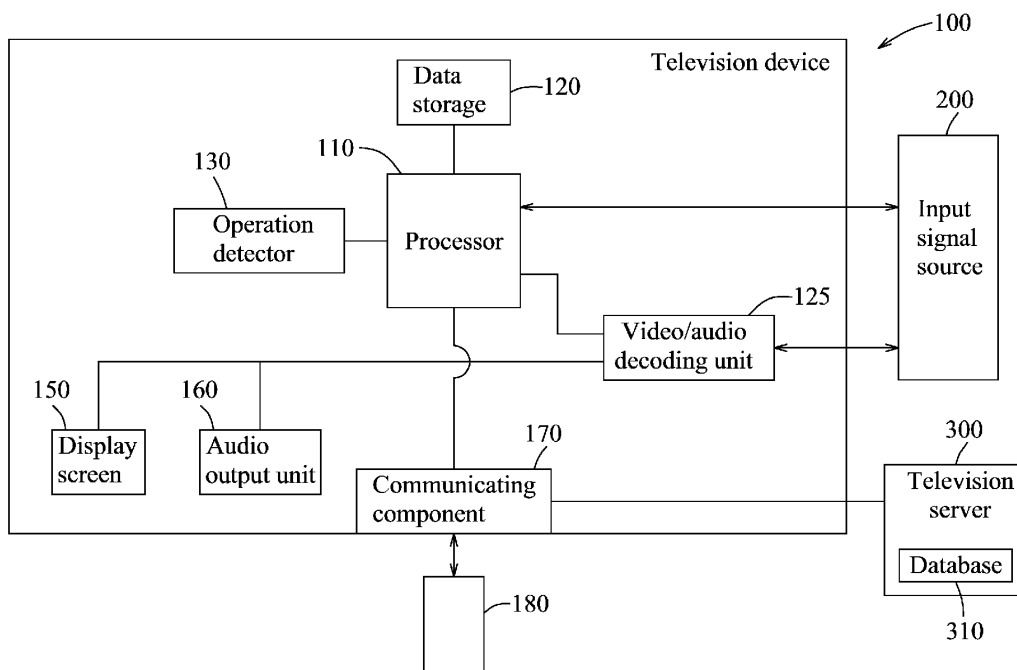 100
Television device
Data
storage
120
200
110
130
Operation
detector
Processor
Input
signal
source
125
Video/audio
decoding unit
150
160
Display
screen
Audio
output unit
170
Communicating
component
300
Television
server
Database
310
180